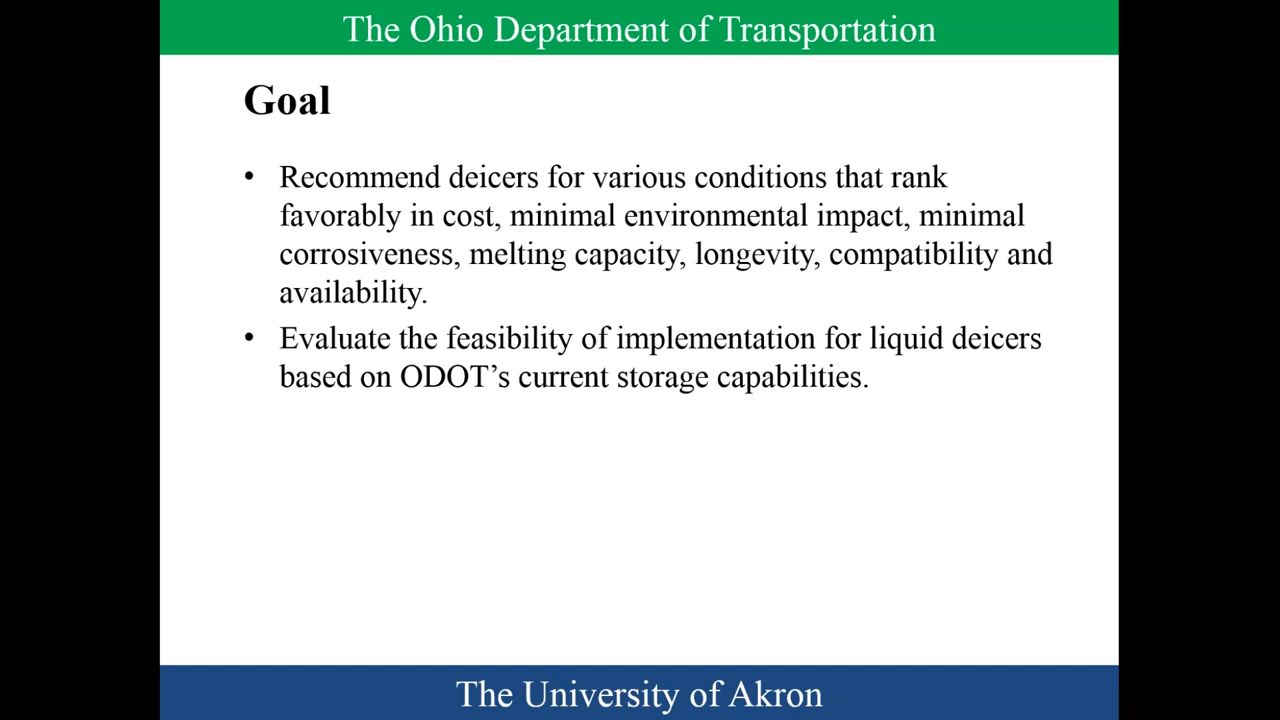 The Ohio Department of Transportation
Goal
• Recommend deicers for various conditions that rank
favorably in cost, minimal environmental impact, minimal
corrosiveness, melting capacity, longevity, compatibility and
availability.
• Evaluate the feasibility of implementation for liquid deicers
based on ODOT’s current storage capabilities.
The University of Akron